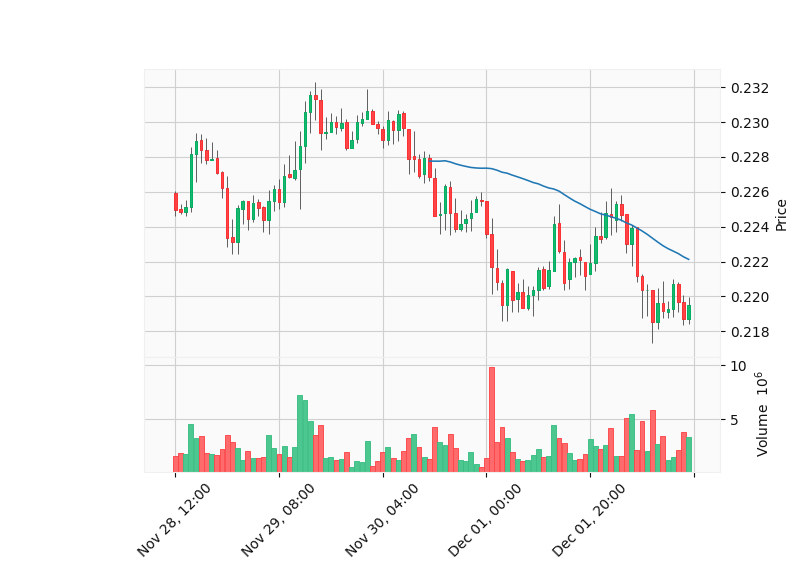 0.232
0.230
0.228
0.226
0.224
0.222
0.220
0.218
Price
10
5
Volume 10^6
Nov 28, 12:00
Nov 29, 08:00
Nov 30, 04:00
Dec 01, 00:00
Dec 01, 20:00